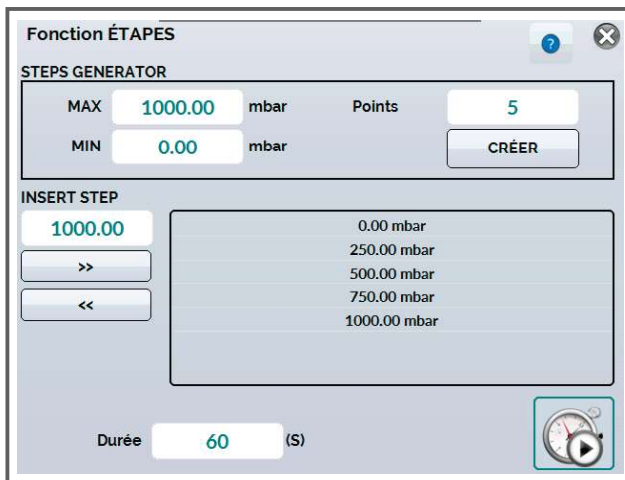 Fonction ÉTAPES
?
STEPS GENERATOR
MAX 1000.00 mbar Points 5
MIN 0.00 mbar CRÉER
INSERT STEP
1000.00
>>
<<
0.00 mbar
250.00 mbar
500.00 mbar
750.00 mbar
1000.00 mbar
Durée 60 (S)